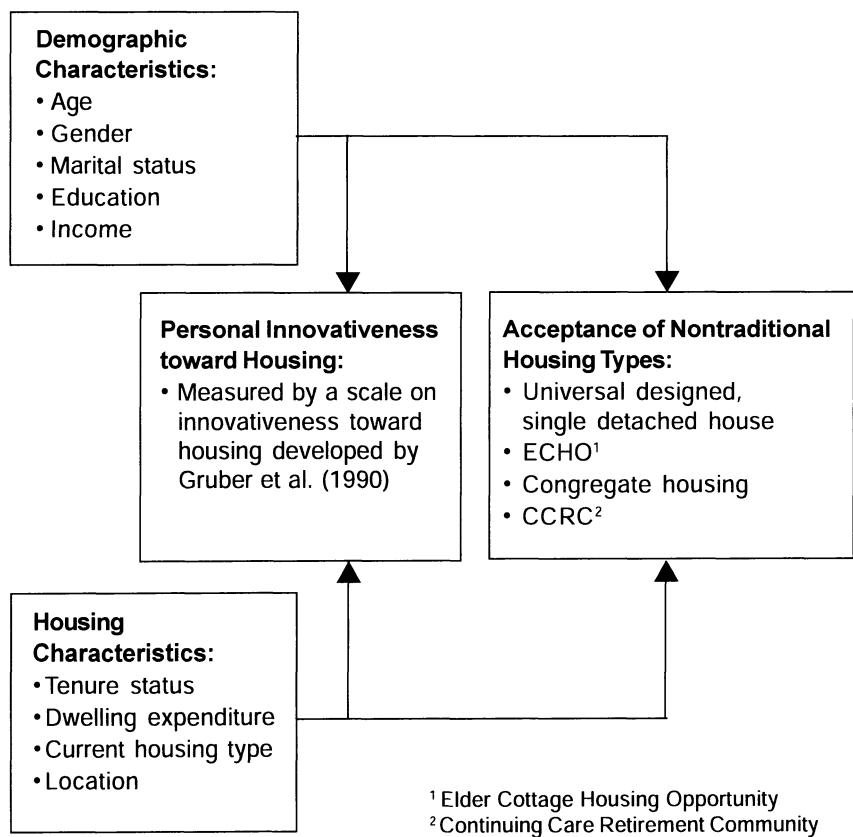 Demographic
Characteristics:
• Age
• Gender
• Marital status
• Education
• Income
Personal Innovativeness
toward Housing:
• Measured by a scale on
innovativeness toward
housing developed by
Gruber et al. (1990)
Acceptance of Nontraditional
Housing Types:
• Universal designed,
single detached house
• ECHO¹
• Congregate housing
• CCRC²
Housing
Characteristics:
• Tenure status
• Dwelling expenditure
• Current housing type
• Location
¹ Elder Cottage Housing Opportunity
² Continuing Care Retirement Community